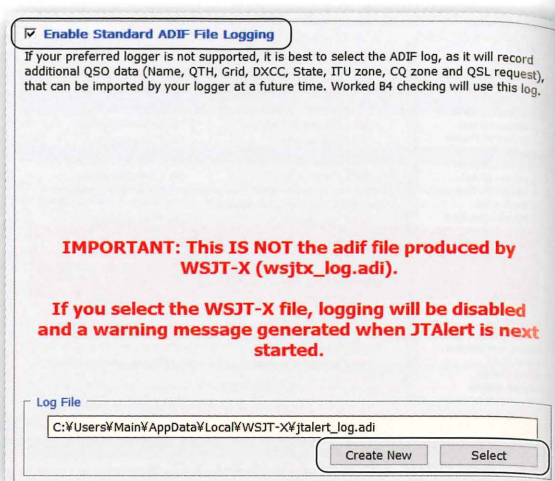 Enable Standard ADIF File Logging
If your preferred logger is not supported, it is best to select the ADIF log, as it will record
additional QSO data (Name, QTH, Grid, DXCC, State, ITU zone, CQ zone and QSL request),
that can be imported by your logger at a future time. Worked B4 checking will use this log.
IMPORTANT: This IS NOT the adif file produced by
WSJT-X (wsjtx_log.adi).
If you select the WSJT-X file, logging will be disabled
and a warning message generated when JTAlert is next
started.
Log File
C:¥Users¥Main¥AppData¥Local¥WSJT-X¥jtalert_log.adi
Create New Select